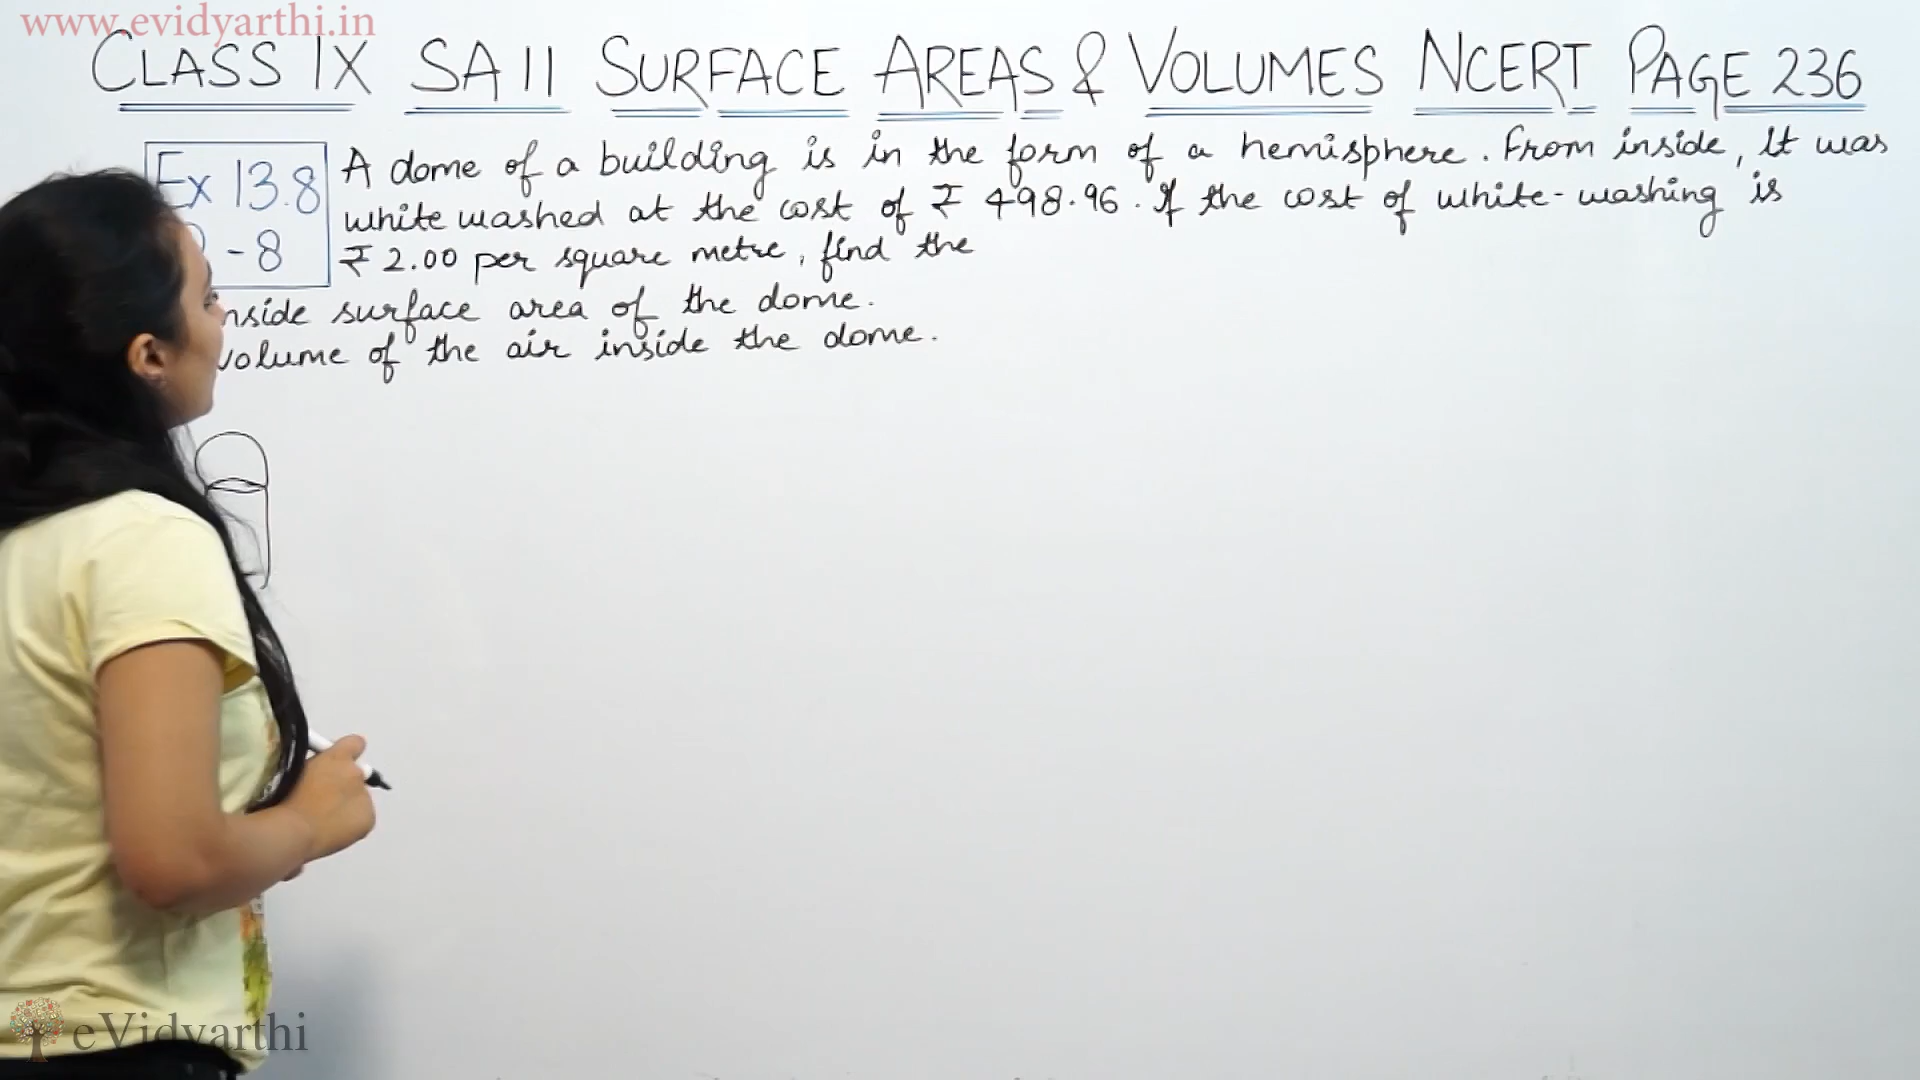 www.evidyarthi.in
CLASS IX SA II SURFACE AREAS & VOLUMES NCERT PAGE 236
Ex 13.8
-8
A dome of a building is in the form of a hemisphere. From inside, it was
white washed at the cost of ₹ 498.96. If the cost of white-washing is
₹ 2.00 per square metre, find the
surface area of the dome.
volume of the air inside the dome.
eVidyarthi